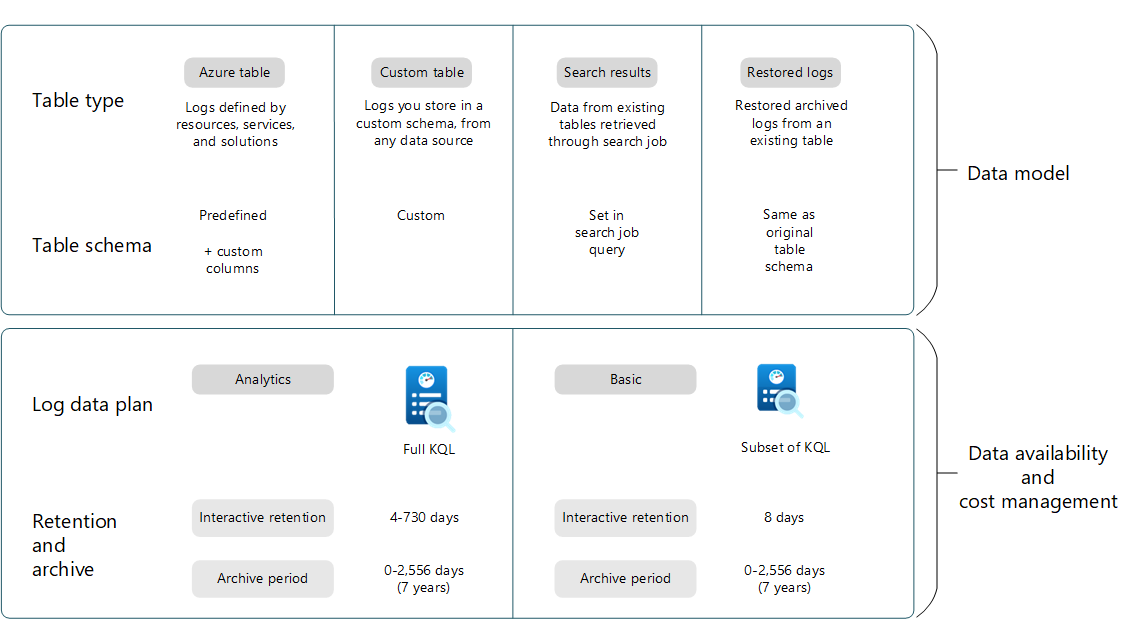 Table type
Azure table
Logs defined by
resources, services,
and solutions
Custom table
Logs you store in a
custom schema, from
any data source
Search results
Data from existing
tables retrieved
through search job
Restored logs
Restored archived
logs from an
existing table
Table schema
Predefined
+ custom
columns
Custom
Set in
search job
query
Same as
original
table
schema
Data model
Log data plan
Analytics
Full KQL
Basic
Subset of KQL
Retention
and
archive
Interactive retention
4-730 days
Archive period
0-2,556 days
(7 years)
Interactive retention
8 days
Archive period
0-2,556 days
(7 years)
Data availability
and
cost management